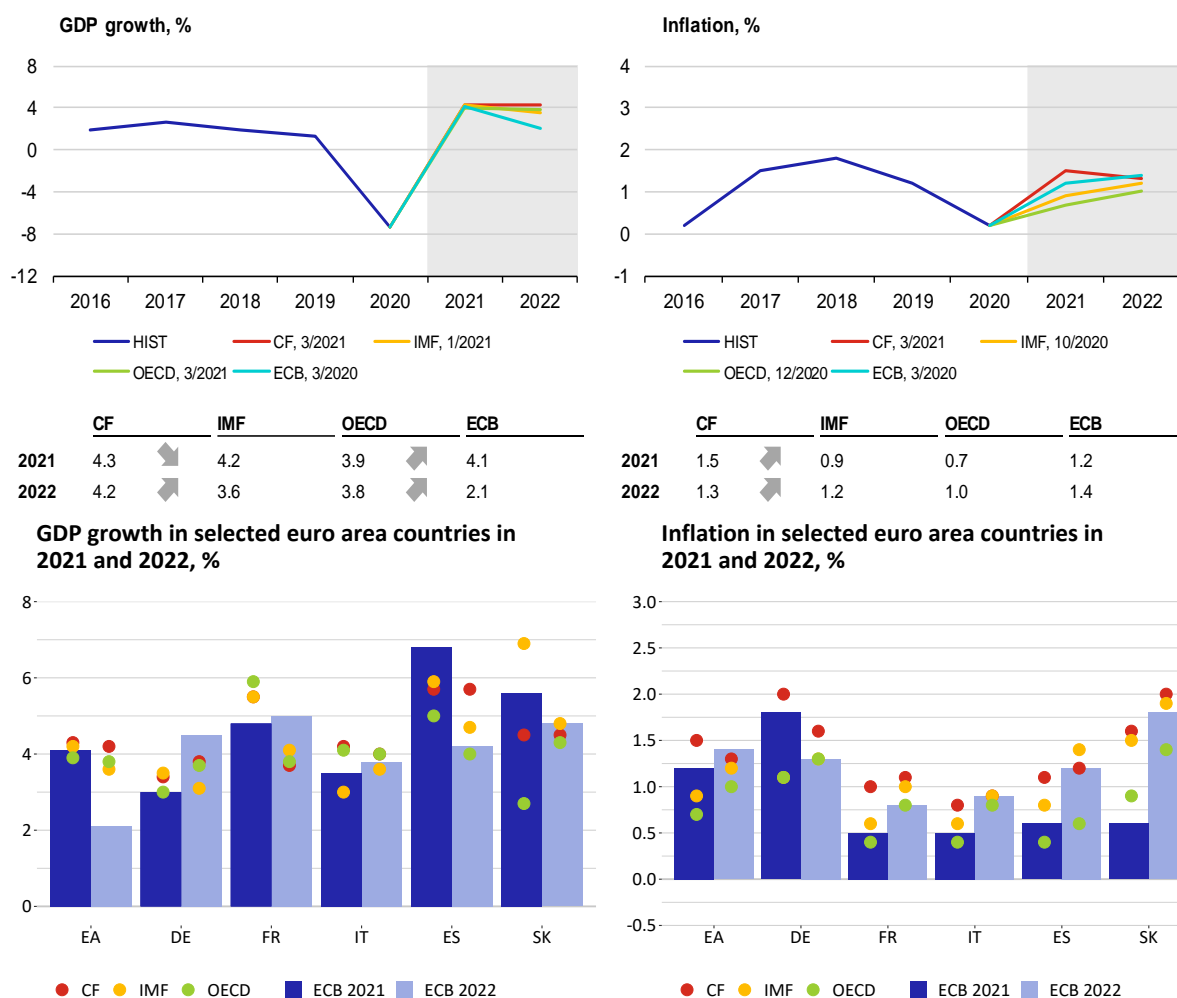 GDP growth, %
8
4
0
-4
-8
-12
2016 2017 2018 2019 2020 2021 2022
HIST CF, 3/2021 IMF, 1/2021
OECD, 3/2021 ECB, 3/2020
CF IMF OECD ECB
2021 4.3 4.2 3.9 4.1
2022 4.2 3.6 3.8 2.1
Inflation, %
4
3
2
1
0
-1
2016 2017 2018 2019 2020 2021 2022
HIST CF, 3/2021 IMF, 10/2020
OECD, 12/2020 ECB, 3/2020
CF IMF OECD ECB
2021 1.5 0.9 0.7 1.2
2022 1.3 1.2 1.0 1.4
GDP growth in selected euro area countries in
2021 and 2022, %
8
6
4
2
0
EA DE FR IT ES SK
CF IMF OECD ECB 2021 ECB 2022
Inflation in selected euro area countries in
2021 and 2022, %
3.0
2.5
2.0
1.5
1.0
0.5
0.0
-0.5
EA DE FR IT ES SK
CF IMF OECD ECB 2021 ECB 2022